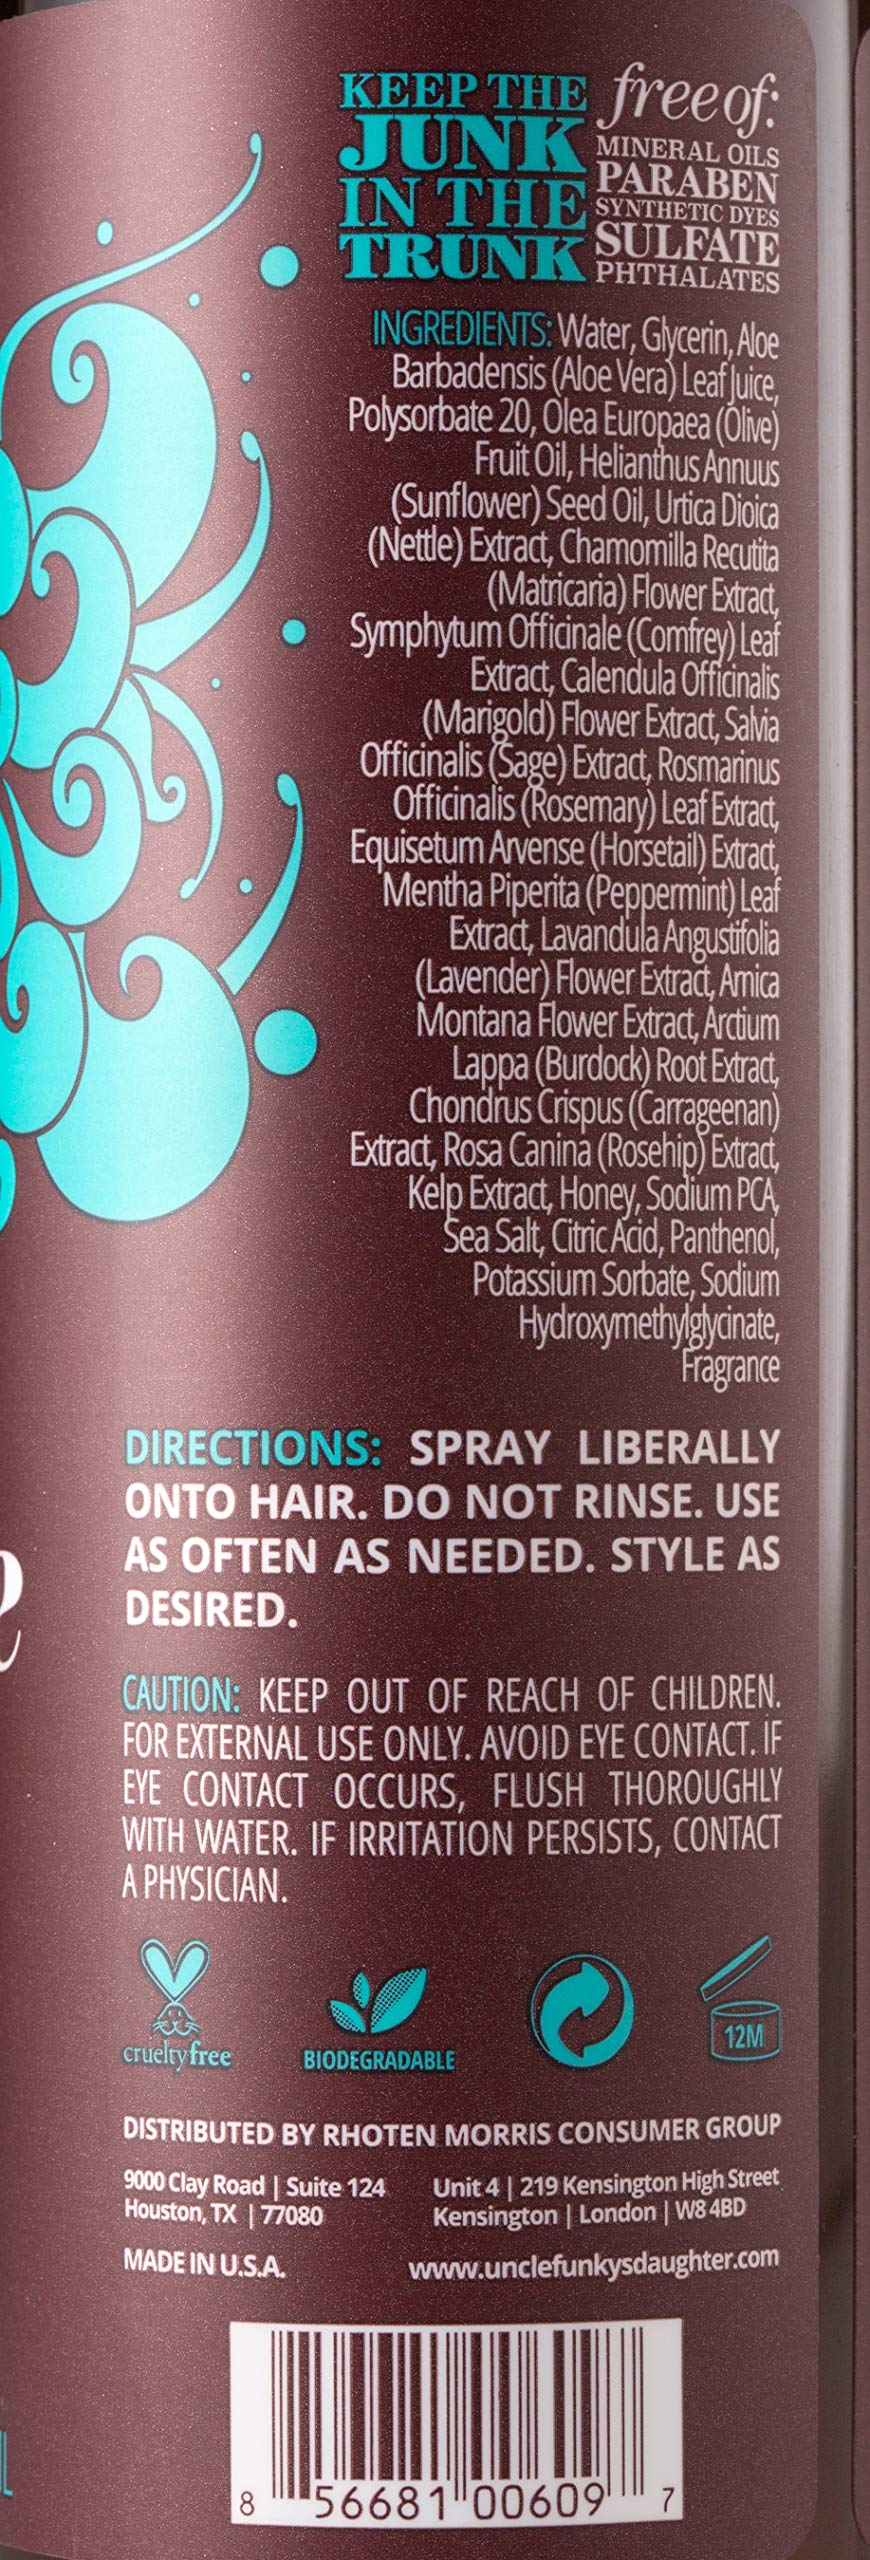 KEEP THE
JUNK
IN THE
TRUNK
free of:
MINERAL OILS
PARABEN
SYNTHETIC DYES
SULFATE
PHTHALATES
INGREDIENTS: Water, Glycerin, Aloe
Barbadensis (Aloe Vera) Leaf Juice,
Polysorbate 20, Olea Europaea (Olive)
Fruit Oil, Helianthus Annuus
(Sunflower) Seed Oil, Urtica Dioica
(Nettle) Extract, Chamomilla Recutita
(Matricaria) Flower Extract,
Symphytum Officinale (Comfrey) Leaf
Extract, Calendula Officinalis
(Marigold) Flower Extract, Salvia
Officinalis (Sage) Extract, Rosmarinus
Officinalis (Rosemary) Leaf Extract,
Equisetum Arvense (Horsetail) Extract,
Mentha Piperita (Peppermint) Leaf
Extract, Lavandula Angustifolia
(Lavender) Flower Extract, Arnica
Montana Flower Extract, Arctium
Lappa (Burdock) Root Extract,
Chondrus Crispus (Carrageenan)
Extract, Rosa Canina (Rosehip) Extract,
Kelp Extract, Honey, Sodium PCA,
Sea Salt, Citric Acid, Panthenol,
Potassium Sorbate, Sodium
Hydroxymethylglycinate,
Fragrance
DIRECTIONS: SPRAY LIBERALLY
ONTO HAIR. DO NOT RINSE. USE
AS OFTEN AS NEEDED. STYLE AS
DESIRED.
CAUTION: KEEP OUT OF REACH OF CHILDREN.
FOR EXTERNAL USE ONLY. AVOID EYE CONTACT. IF
EYE CONTACT OCCURS, FLUSH THOROUGHLY
WITH WATER. IF IRRITATION PERSISTS, CONTACT
A PHYSICIAN.
crueltyfree
BIODEGRADABLE
12M
DISTRIBUTED BY RHOTEN MORRIS CONSUMER GROUP
9000 Clay Road | Suite 124
Houston, TX | 77080
Unit 4 | 219 Kensington High Street
Kensington | London | W8 4BD
MADE IN U.S.A.
www.unclefunkysdaughter.com
8 56681 00609 7